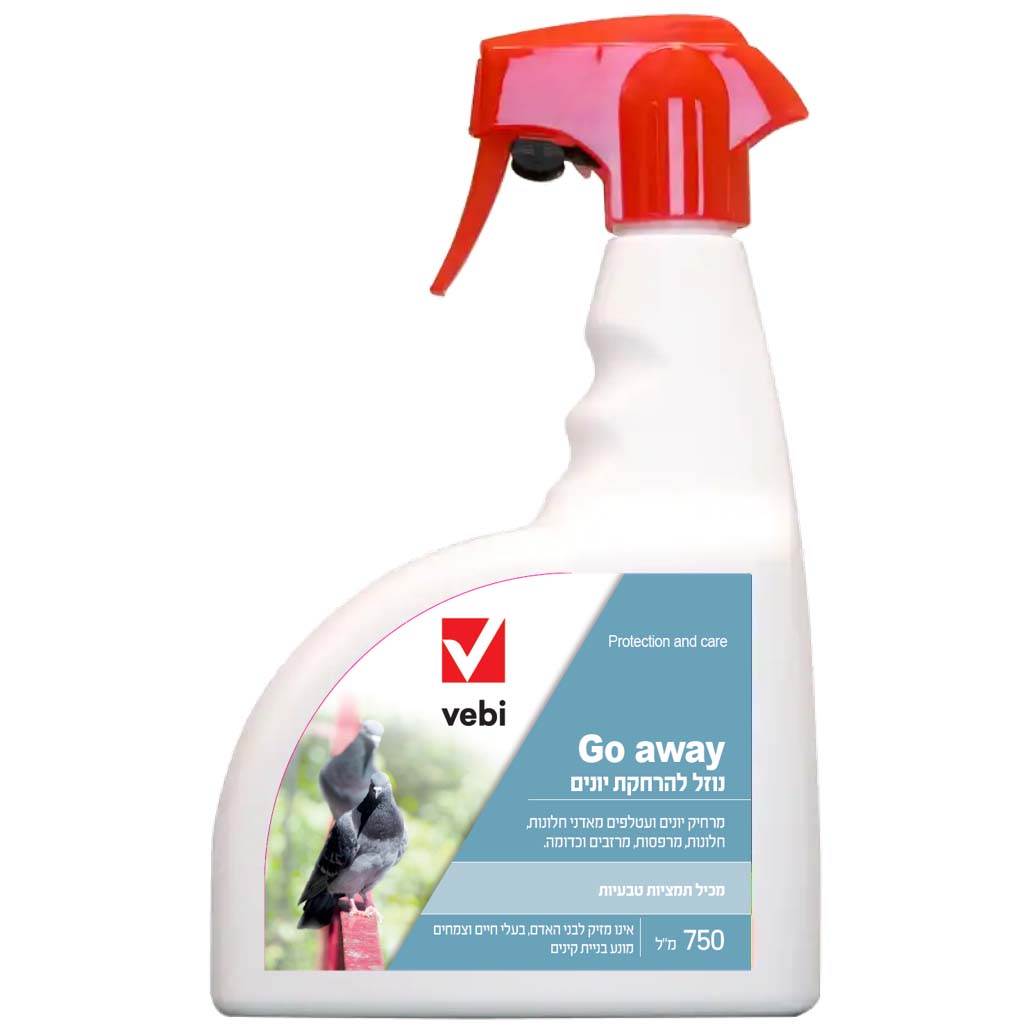 Protection and care
vebi
Go away
נוזל להרחקת יונים
מרחיק יונים ועטלפים מאדני חלונות,
חלונות, מרפסות, מרזבים וכדומה.
מכיל תמציות טבעיות
750 מ"ל
אינו מזיק לבני האדם, בעלי חיים וצמחים
מונע בניית קינים